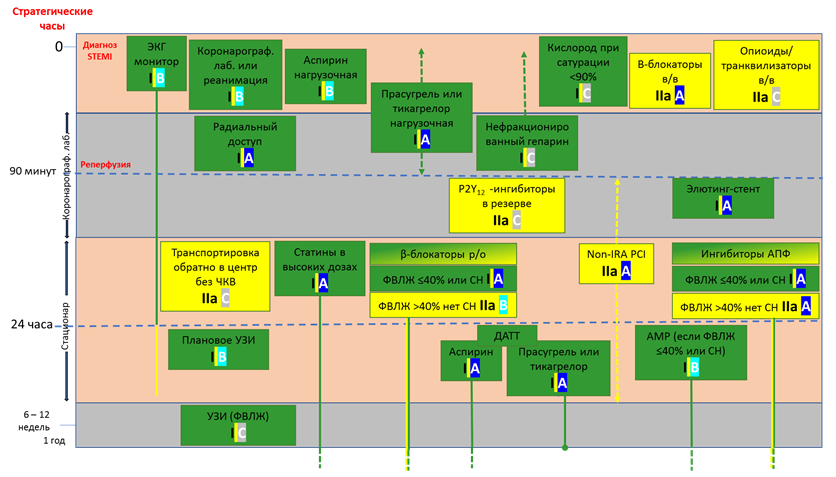 Стратегические
часы
0
Диагноз
STEMI
ЭКГ
монитор
I B
Коронарограф.
лаб. или
реанимация
I B
Аспирин
нагрузочная
I B
Прасугрель или
тикагрелор
нагрузочная
I A
Кислород при
сатурации
<90%
I C
В-блокаторы
в/в
IIa A
Опиоиды/
транквилизаторы
в/в
IIa C
Коронарограф. лаб.
Радиальный
доступ
I A
Нефракциониро
ванный гепарин
I C
90 минут
Реперфузия
P2Y12 -ингибиторы
в резерве
IIa C
Элютинг-стент
I A
Стационар
Транспортировка
обратно в центр
без ЧКВ
IIa C
Статины в
высоких дозах
I A
β-блокаторы р/о
ФВЛЖ ≤40% или СН I A
ФВЛЖ >40% нет СН IIa B
Non-IRA PCI
IIa A
Ингибиторы АПФ
ФВЛЖ ≤40% или СН I A
ФВЛЖ >40% нет СН IIa A
24 часа
Плановое УЗИ
I B
ДАТТ
Аспирин
I A
Прасугрель или
тикагрелор
I A
АМР (если ФВЛЖ
≤40% или СН)
I B
6 – 12
недель
1 год
УЗИ (ФВЛЖ)
I C